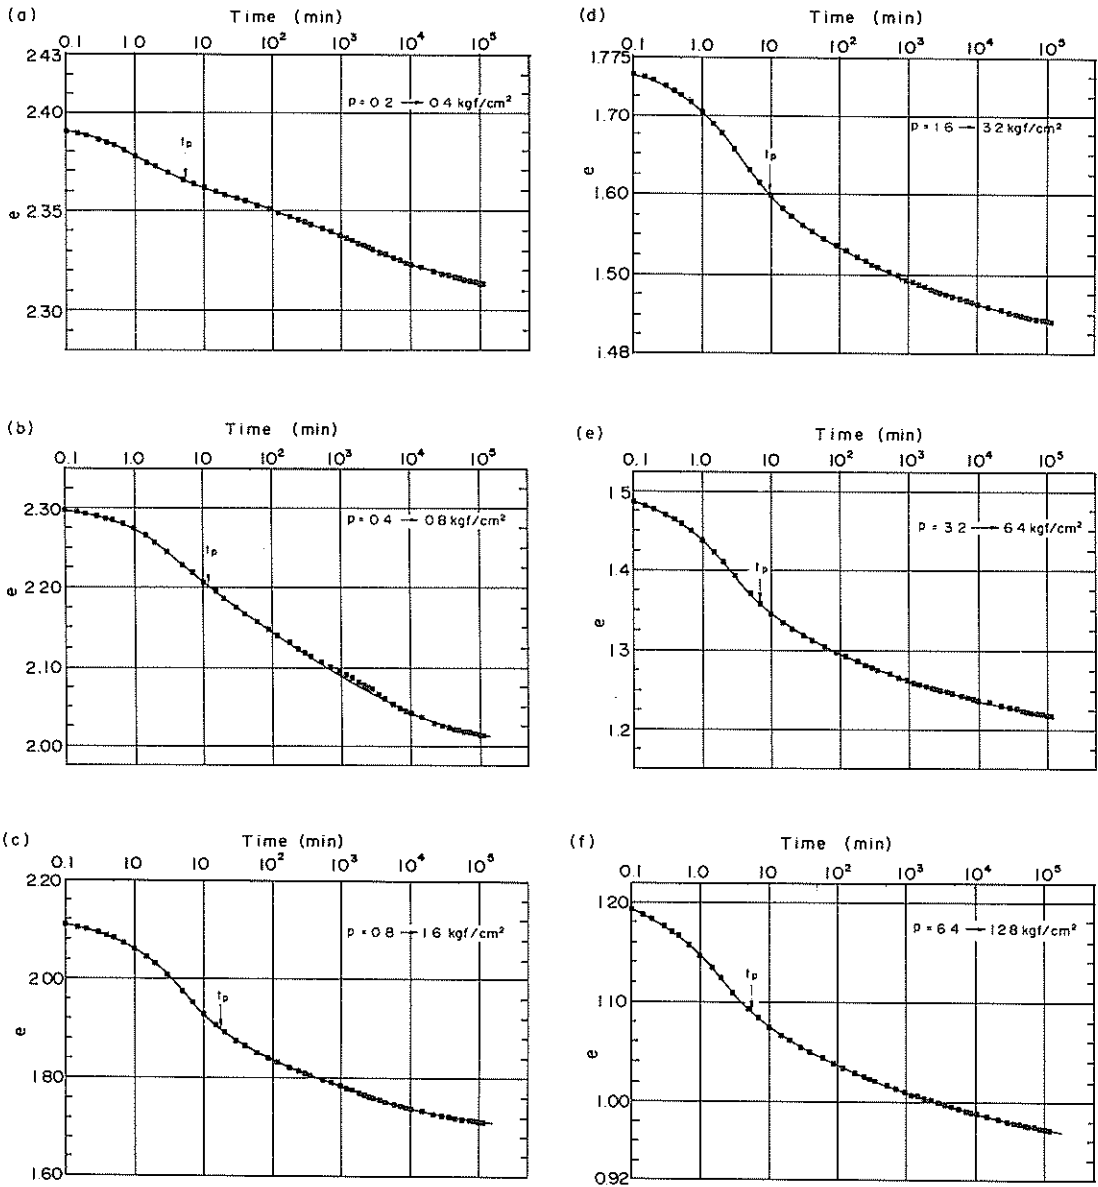 (a)
Time (min)
0.1 1.0 10 10² 10³ 10⁴ 10⁵
2.43
2.40
2.35
2.30
e
tp
p = 0.2 → 0.4 kgf/cm²
(b)
Time (min)
0.1 1.0 10 10² 10³ 10⁴ 10⁵
2.30
2.20
2.10
2.00
e
tp
p = 0.4 → 0.8 kgf/cm²
(c)
Time (min)
0.1 1.0 10 10² 10³ 10⁴ 10⁵
2.20
2.00
1.80
1.60
e
tp
p = 0.8 → 1.6 kgf/cm²
(d)
Time (min)
0.1 1.0 10 10² 10³ 10⁴ 10⁵
1.775
1.70
1.60
1.50
1.48
e
tp
p = 1.6 → 3.2 kgf/cm²
(e)
Time (min)
0.1 1.0 10 10² 10³ 10⁴ 10⁵
1.5
1.4
1.3
1.2
e
tp
p = 3.2 → 6.4 kgf/cm²
(f)
Time (min)
0.1 1.0 10 10² 10³ 10⁴ 10⁵
1.20
1.10
1.00
0.92
e
tp
p = 6.4 → 12.8 kgf/cm²